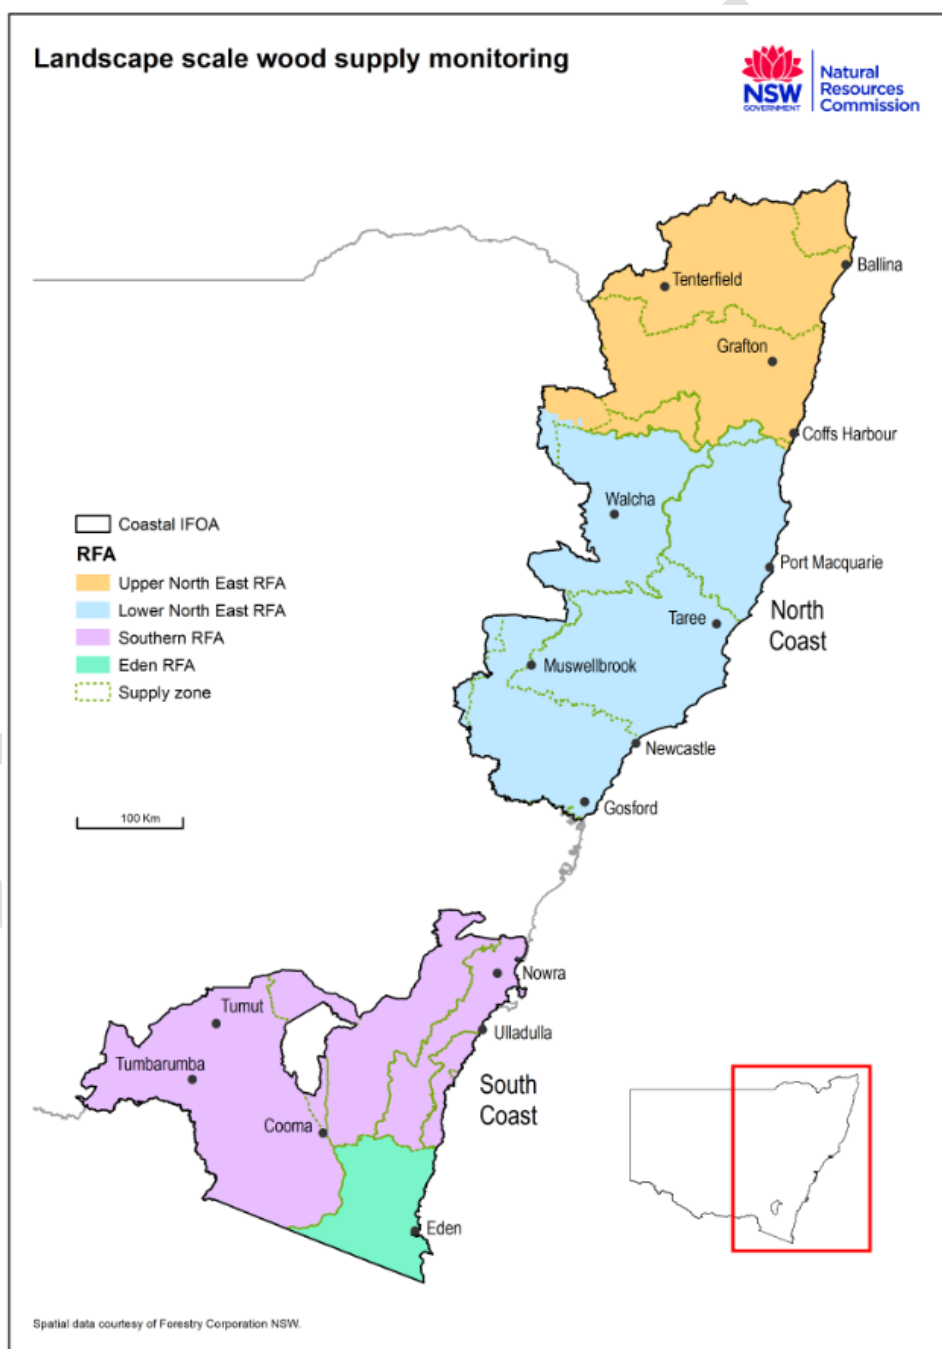 Landscape scale wood supply monitoring
NSW
GOVERNMENT
Natural
Resources
Commission
Ballina
Tenterfield
Grafton
Coffs Harbour
Walcha
Coastal IFOA
RFA
Upper North East RFA
Lower North East RFA
Southern RFA
Eden RFA
Supply zone
Port Macquarie
North
Coast
Taree
Muswellbrook
Newcastle
Gosford
100 Km
Nowra
Tumut
Ulladulla
Tumbarumba
South
Coast
Cooma
Eden
Spatial data courtesy of Forestry Corporation NSW.